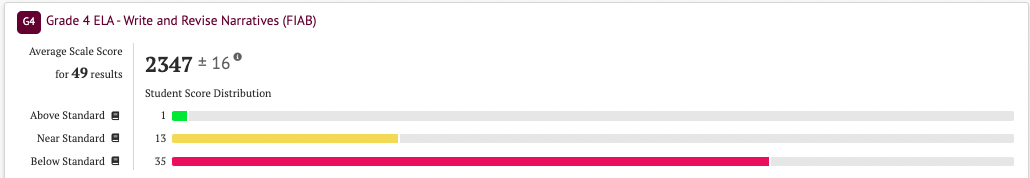 G4 Grade 4 ELA - Write and Revise Narratives (FIAB)
Average Scale Score
for 49 results
2347 ± 16
Student Score Distribution
Above Standard 1
Near Standard 13
Below Standard 35